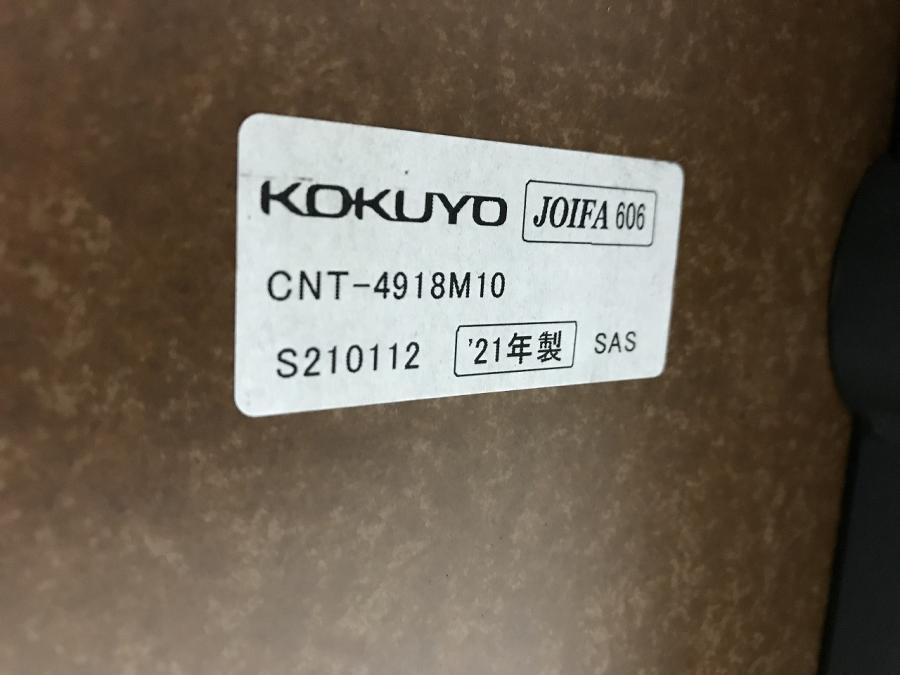 KOKUYO JOIFA 606
CNT-4918M10
S210112 '21年製 SAS